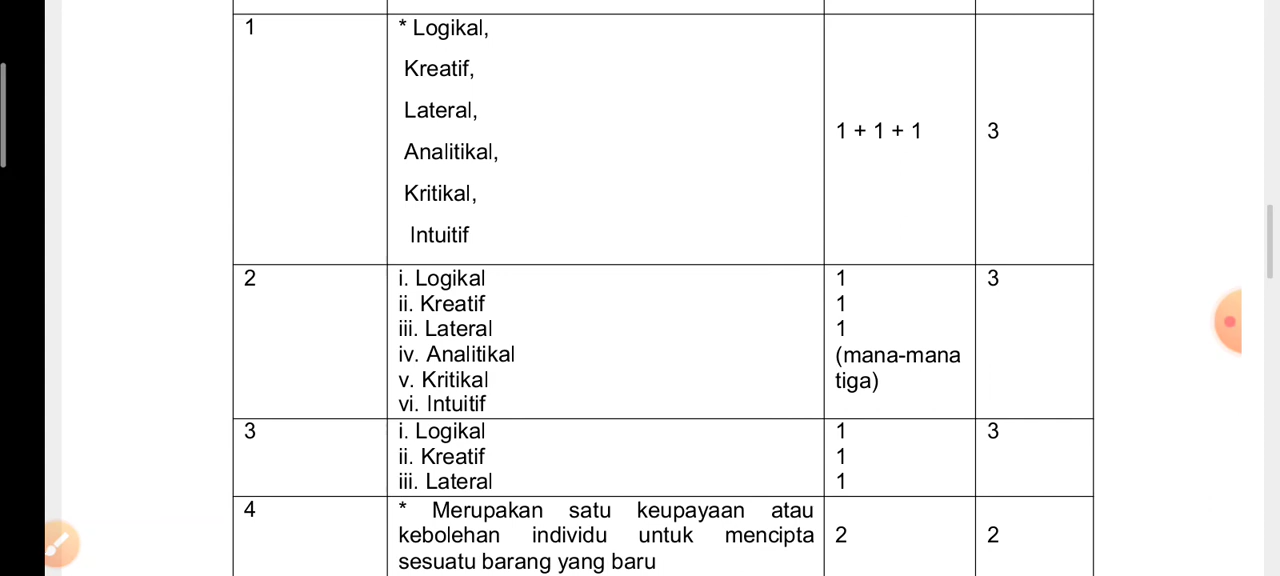 1
* Logikal,
Kreatif,
Lateral,
Analitikal,
Kritikal,
Intuitif
1 + 1 + 1
3
2
i. Logikal
ii. Kreatif
iii. Lateral
iv. Analitikal
v. Kritikal
vi. Intuitif
1
1
1
(mana-mana
tiga)
3
3
i. Logikal
ii. Kreatif
iii. Lateral
1
1
1
3
4
* Merupakan satu keupayaan atau
kebolehan individu untuk mencipta
sesuatu barang yang baru
2
2